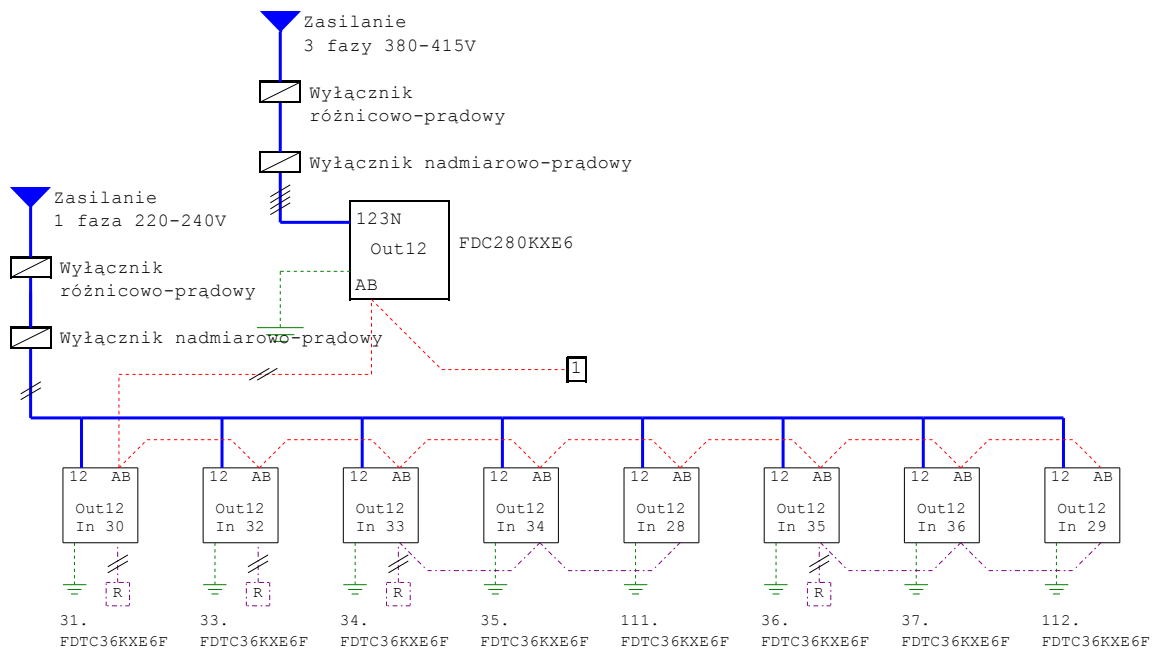 Zasilanie
3 fazy 380-415V
Wyłącznik
różnicowo-prądowy
Wyłącznik nadmiarowo-prądowy
Zasilanie
1 faza 220-240V
123N
Out12
FDC280KXE6
AB
Wyłącznik
różnicowo-prądowy
Wyłącznik nadmiarowo-prądowy
1
12 AB 12 AB 12 AB 12 AB 12 AB 12 AB 12 AB 12 AB
Out12 Out12 Out12 Out12 Out12 Out12 Out12 Out12
In 30 In 32 In 33 In 34 In 28 In 35 In 36 In 29
R R R R
31. 33. 34. 35. 111. 36. 37. 112.
FDTC36KXE6F FDTC36KXE6F FDTC36KXE6F FDTC36KXE6F FDTC36KXE6F FDTC36KXE6F FDTC36KXE6F FDTC36KXE6F